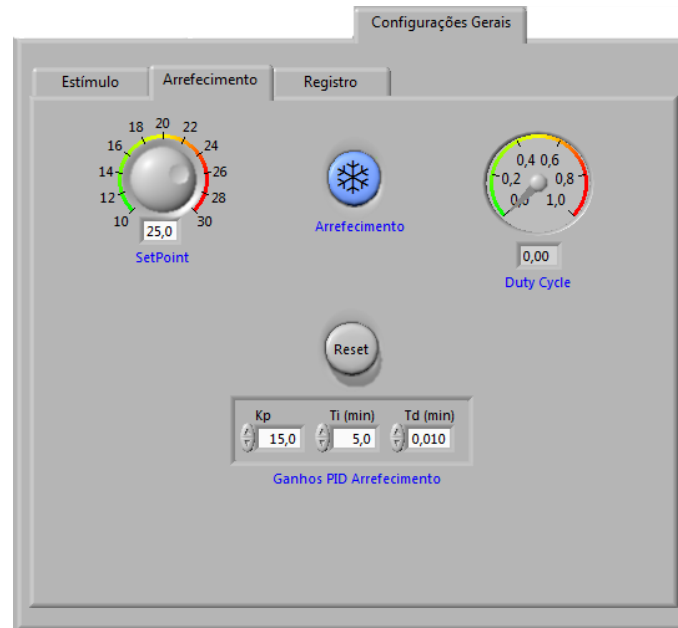 Configurações Gerais
Estímulo Arrefecimento Registro
10 12 14 16 18 20 22 24 26 28 30
25,0
SetPoint
Arrefecimento
0,0 0,2 0,4 0,6 0,8 1,0
0,00
Duty Cycle
Reset
Kp Ti (min) Td (min)
15,0 5,0 0,010
Ganhos PID Arrefecimento